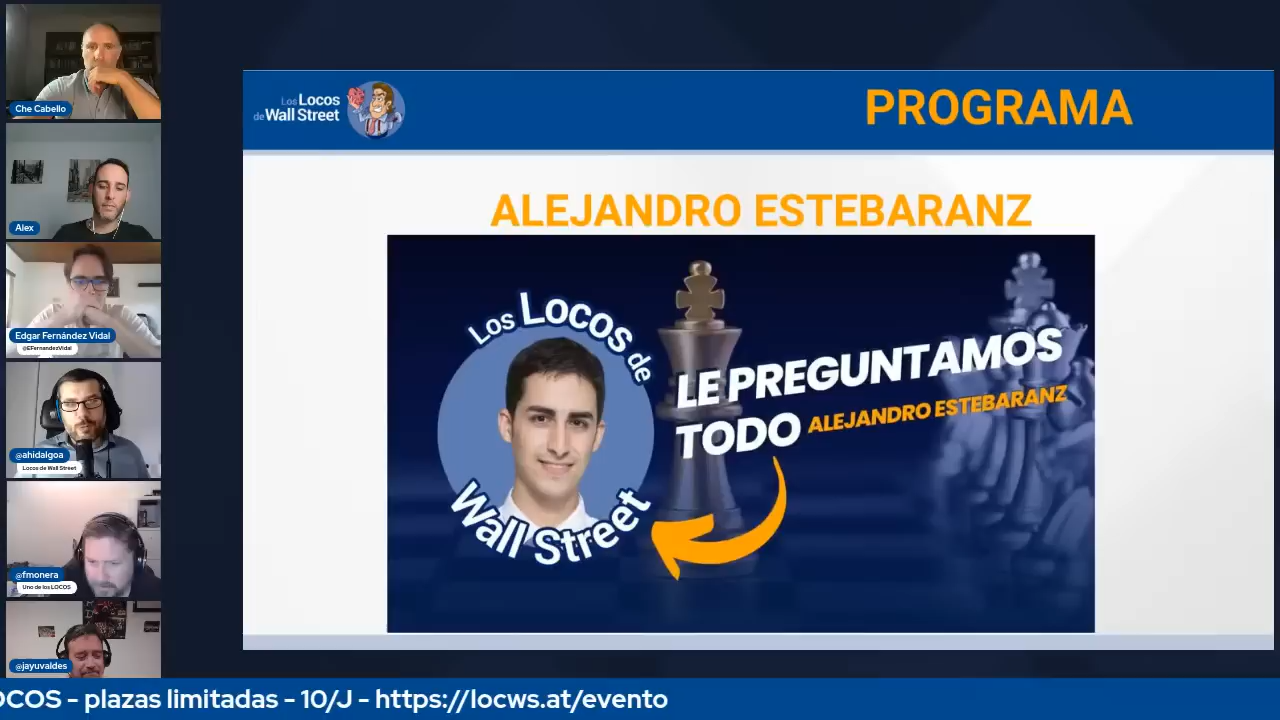 Che Cabello
Alex
Edgar Fernández Vidal
@EFernandezVidal
@ahidalgoa
Locos de Wall Street
@fmonera
Uno de los LOCOS
@jayuvaldes
Los Locos
de Wall Street
PROGRAMA
ALEJANDRO ESTEBARANZ
Los Locos de
Wall Street
LE PREGUNTAMOS
TODO ALEJANDRO ESTEBARANZ
OCOS - plazas limitadas - 10/J - https://locws.at/evento